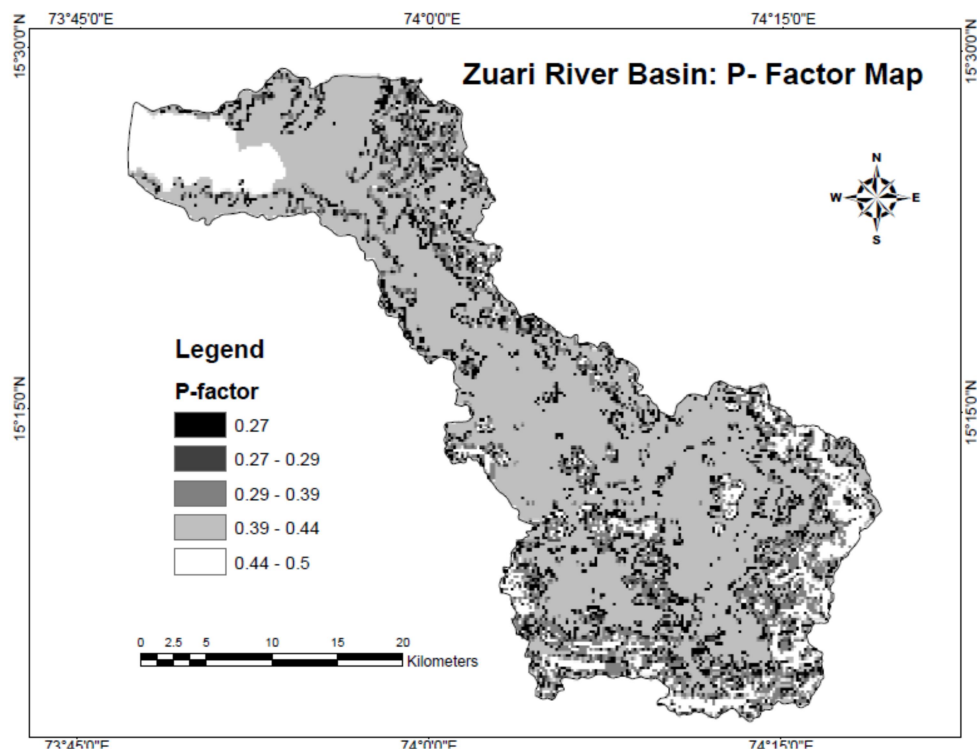 73°45'0"E 74°0'0"E 74°15'0"E
15°30'0"N 15°30'0"N
Zuari River Basin: P- Factor Map
N
W E
S
Legend
P-factor
0.27
0.27 - 0.29
0.29 - 0.39
0.39 - 0.44
0.44 - 0.5
15°15'0"N 15°15'0"N
0 2.5 5 10 15 20
Kilometers
73°45'0"E 74°0'0"E 74°15'0"E